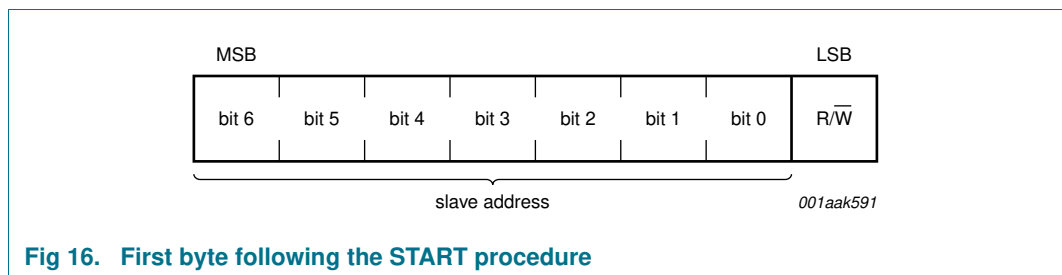 MSB LSB
bit 6 bit 5 bit 4 bit 3 bit 2 bit 1 bit 0 R/W̅
slave address 001aak591
Fig 16. First byte following the START procedure